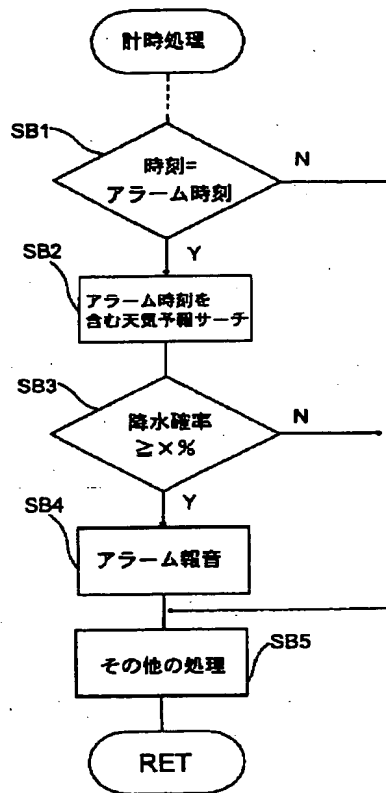 計時処理
SB1
時刻=
アラーム時刻
N
Y
SB2
アラーム時刻を
含む天気予報サーチ
SB3
降水確率
≧×%
N
Y
SB4
アラーム報音
その他の処理
SB5
RET